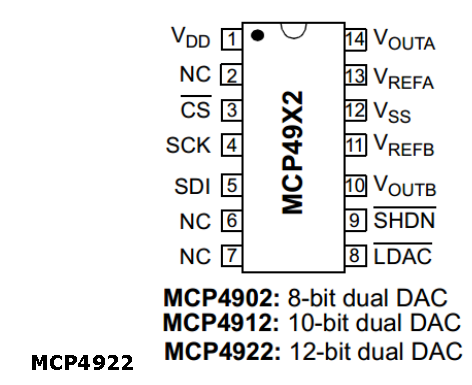 VDD 1 14 VOUTA
NC 2 13 VREFA
CS 3 12 VSS
SCK 4 11 VREFB
SDI 5 10 VOUTB
NC 6 9 SHDN
NC 7 8 LDAC
MCP49X2
MCP4902: 8-bit dual DAC
MCP4912: 10-bit dual DAC
MCP4922: 12-bit dual DAC
MCP4922